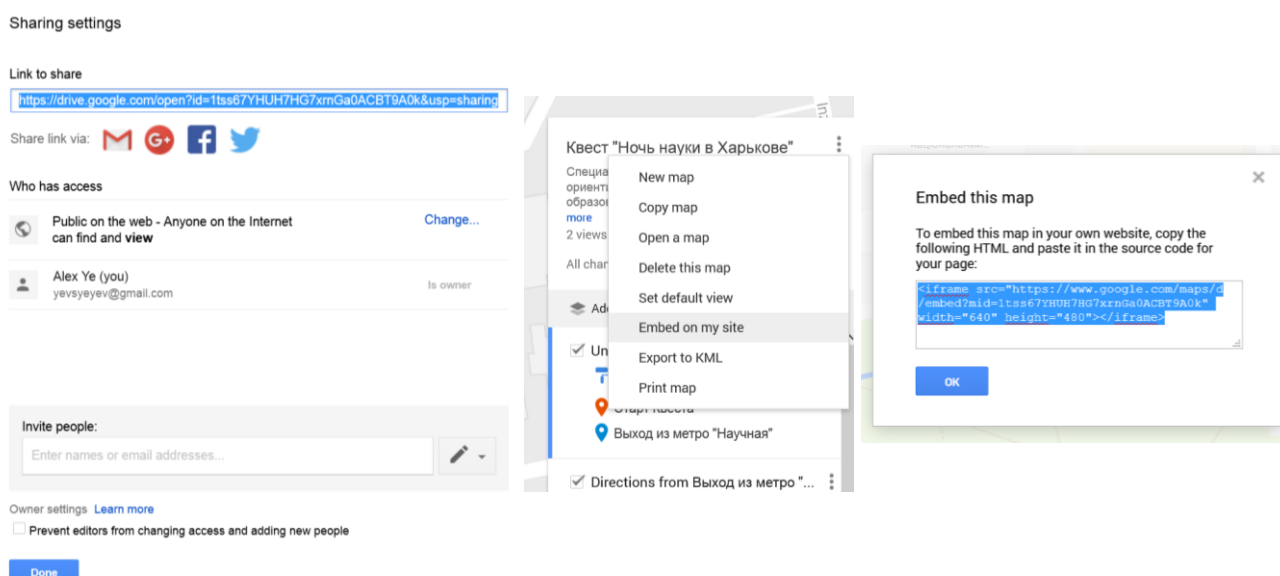 Sharing settings
Link to share
https://drive.google.com/open?id=1tss67YHUH7HG7xrnGa0ACBT9A0k&usp=sharing
Share link via:
Who has access
Public on the web - Anyone on the Internet
can find and view
Change...
Alex Ye (you)
yevsyeyev@gmail.com
Is owner
Invite people:
Enter names or email addresses...
Owner settings Learn more
Prevent editors from changing access and adding new people
Done
Квест "Ночь науки в Харькове"
Специа
ориенти
образов
more
2 views
All chan
Add
Un
New map
Copy map
Open a map
Delete this map
Set default view
Embed on my site
Export to KML
Print map
Старт Квеста
Выход из метро "Научная"
Directions from Выход из метро "...
Embed this map
To embed this map in your own website, copy the
following HTML and paste it in the source code for
your page:
<iframe src="https://www.google.com/maps/d
/embed?mid=1tss67YHUH7HG7xrnGa0ACBT9A0k"
width="640" height="480"></iframe>
OK